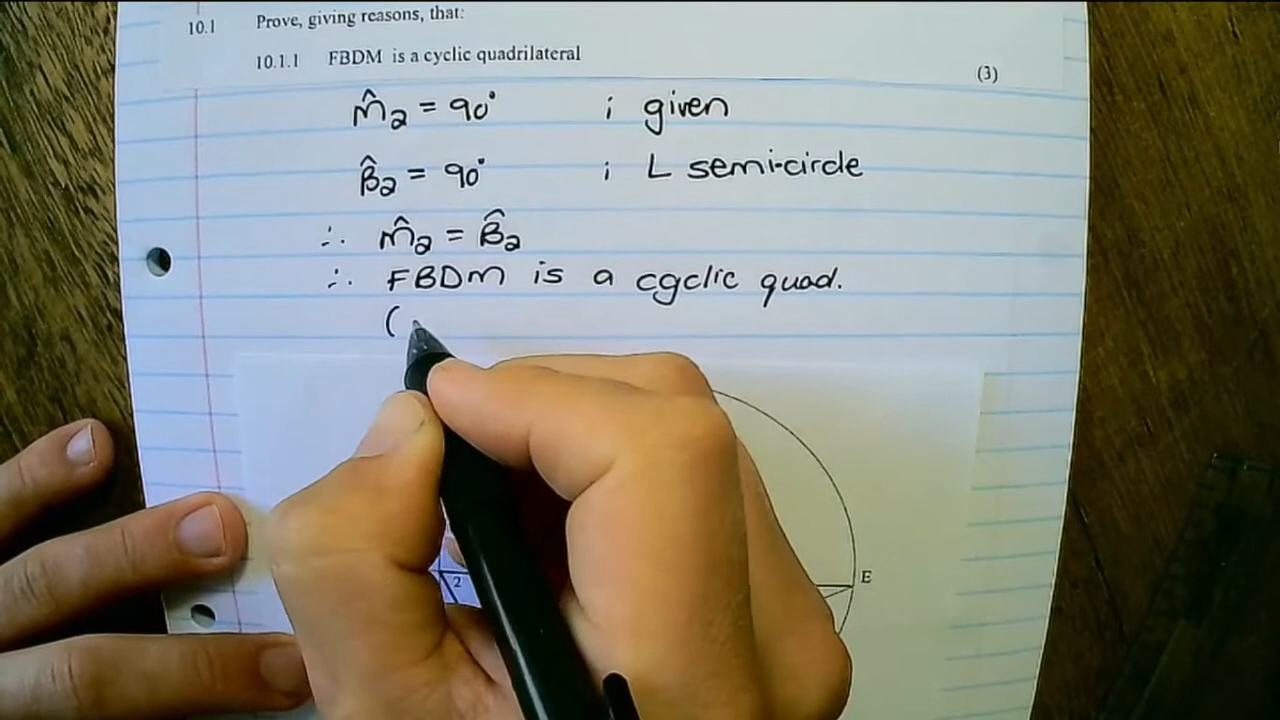 10.1 Prove, giving reasons, that:
10.1.1 FBDM is a cyclic quadrilateral
(3)
M̂₂ = 90° ; given
B̂₂ = 90° ; L semi-circle
∴ M̂₂ = B̂₂
∴ FBDM is a cyclic quad.
(
2
E